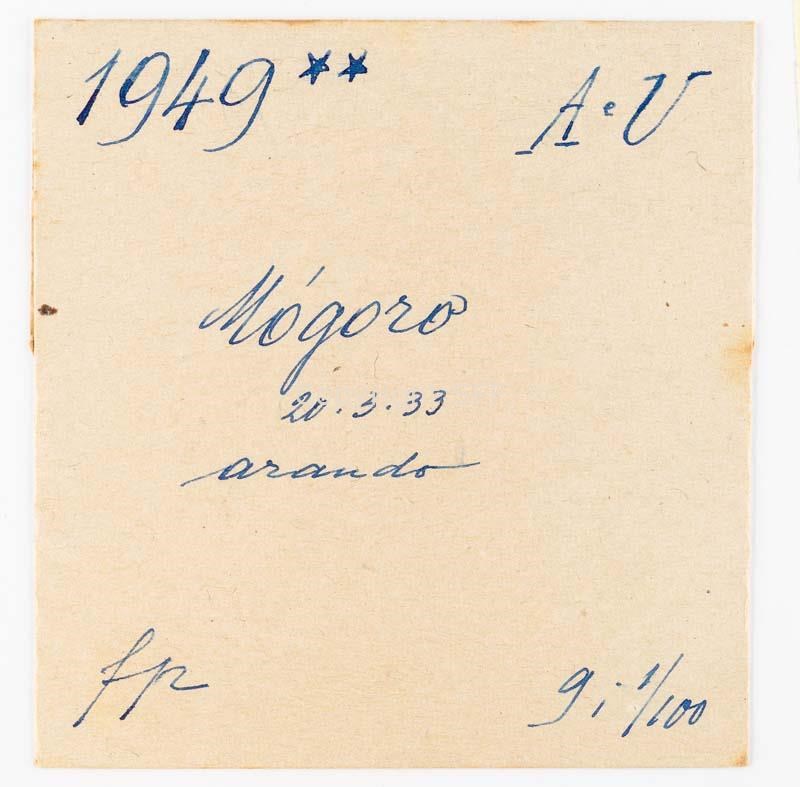 1949 ** A e V
Mógoro
20.3.33
arando
fp 9 i 1/100